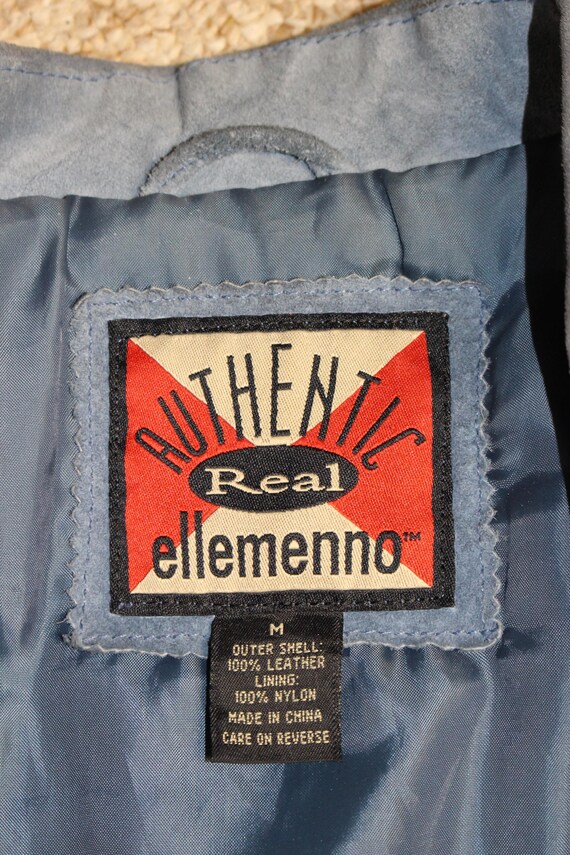 AUTHENTIC
Real
ellemenno™
M
OUTER SHELL:
100% LEATHER
LINING:
100% NYLON
MADE IN CHINA
CARE ON REVERSE